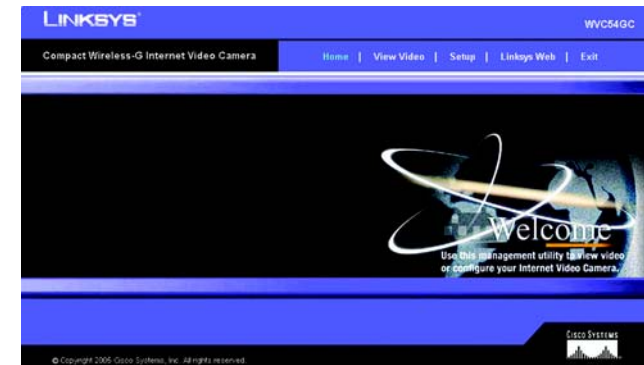 LINKSYS®
WVC54GC
Compact Wireless-G Internet Video Camera
Home | View Video | Setup | Linksys Web | Exit
Welcome
Use this management utility to view video
or configure your Internet Video Camera.
CISCO SYSTEMS
© Copyright 2005 Cisco Systems, Inc. All rights reserved.